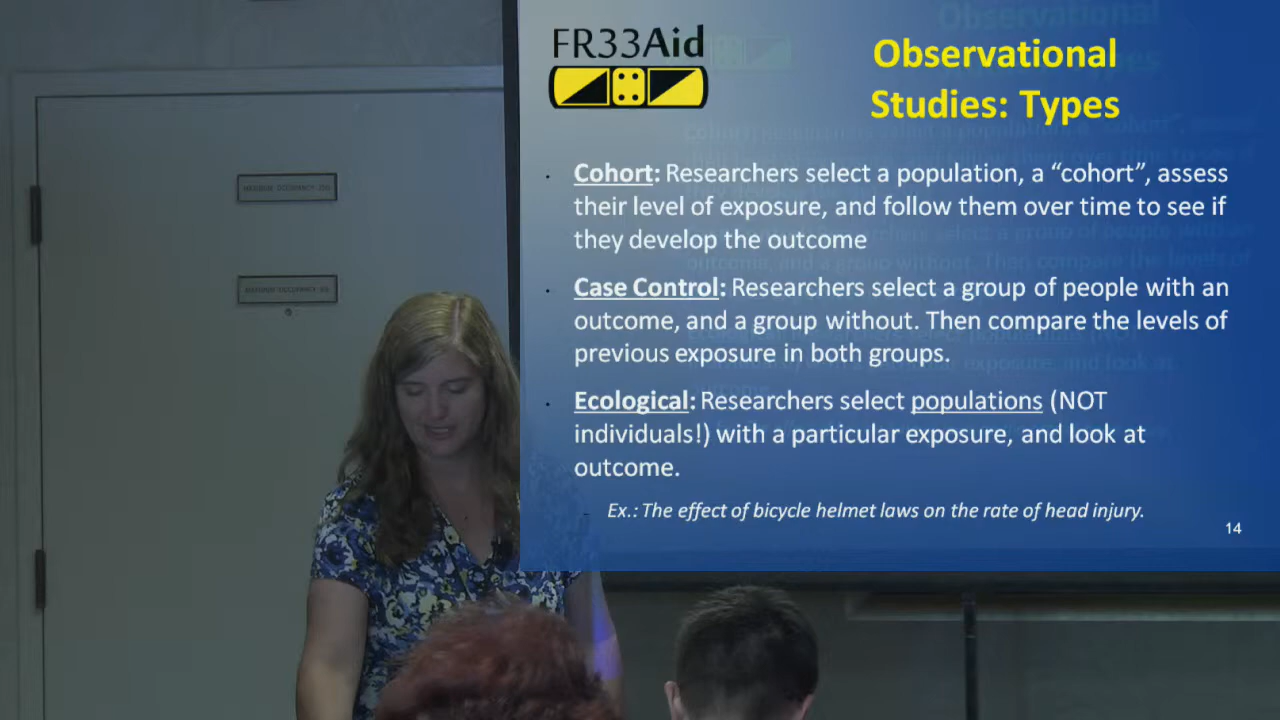 FR33Aid
Observational
Studies: Types
Cohort: Researchers select a population, a “cohort”, assess
their level of exposure, and follow them over time to see if
they develop the outcome
Case Control: Researchers select a group of people with an
outcome, and a group without. Then compare the levels of
previous exposure in both groups.
Ecological: Researchers select populations (NOT
individuals!) with a particular exposure, and look at
outcome.
Ex.: The effect of bicycle helmet laws on the rate of head injury.
14
MAXIMUM OCCUPANCY
MAXIMUM OCCUPANCY